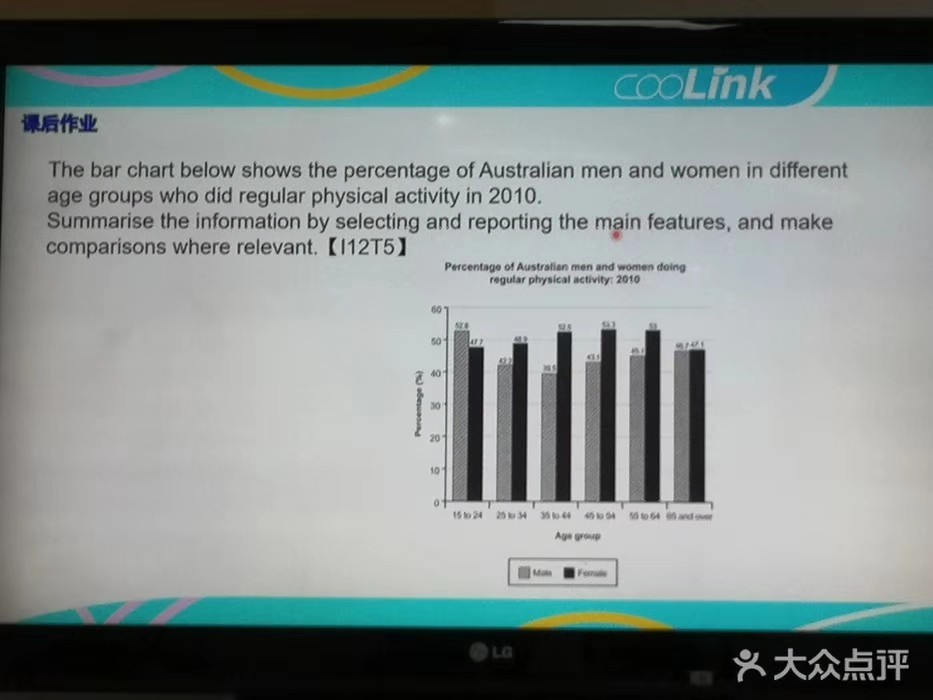 cooLink
课后作业
The bar chart below shows the percentage of Australian men and women in different
age groups who did regular physical activity in 2010.
Summarise the information by selecting and reporting the main features, and make
comparisons where relevant.【I12T5】
Percentage of Australian men and women doing
regular physical activity: 2010
60
50
40
30
20
10
0
Percentage (%)
52.8
47.7
42.2
48.9
39.5
52.5
43.1
53.3
45.1
53
46.7
47.1
15 to 24
25 to 34
35 to 44
45 to 54
55 to 64
65 and over
Age group
Male
Female
LG
大众点评